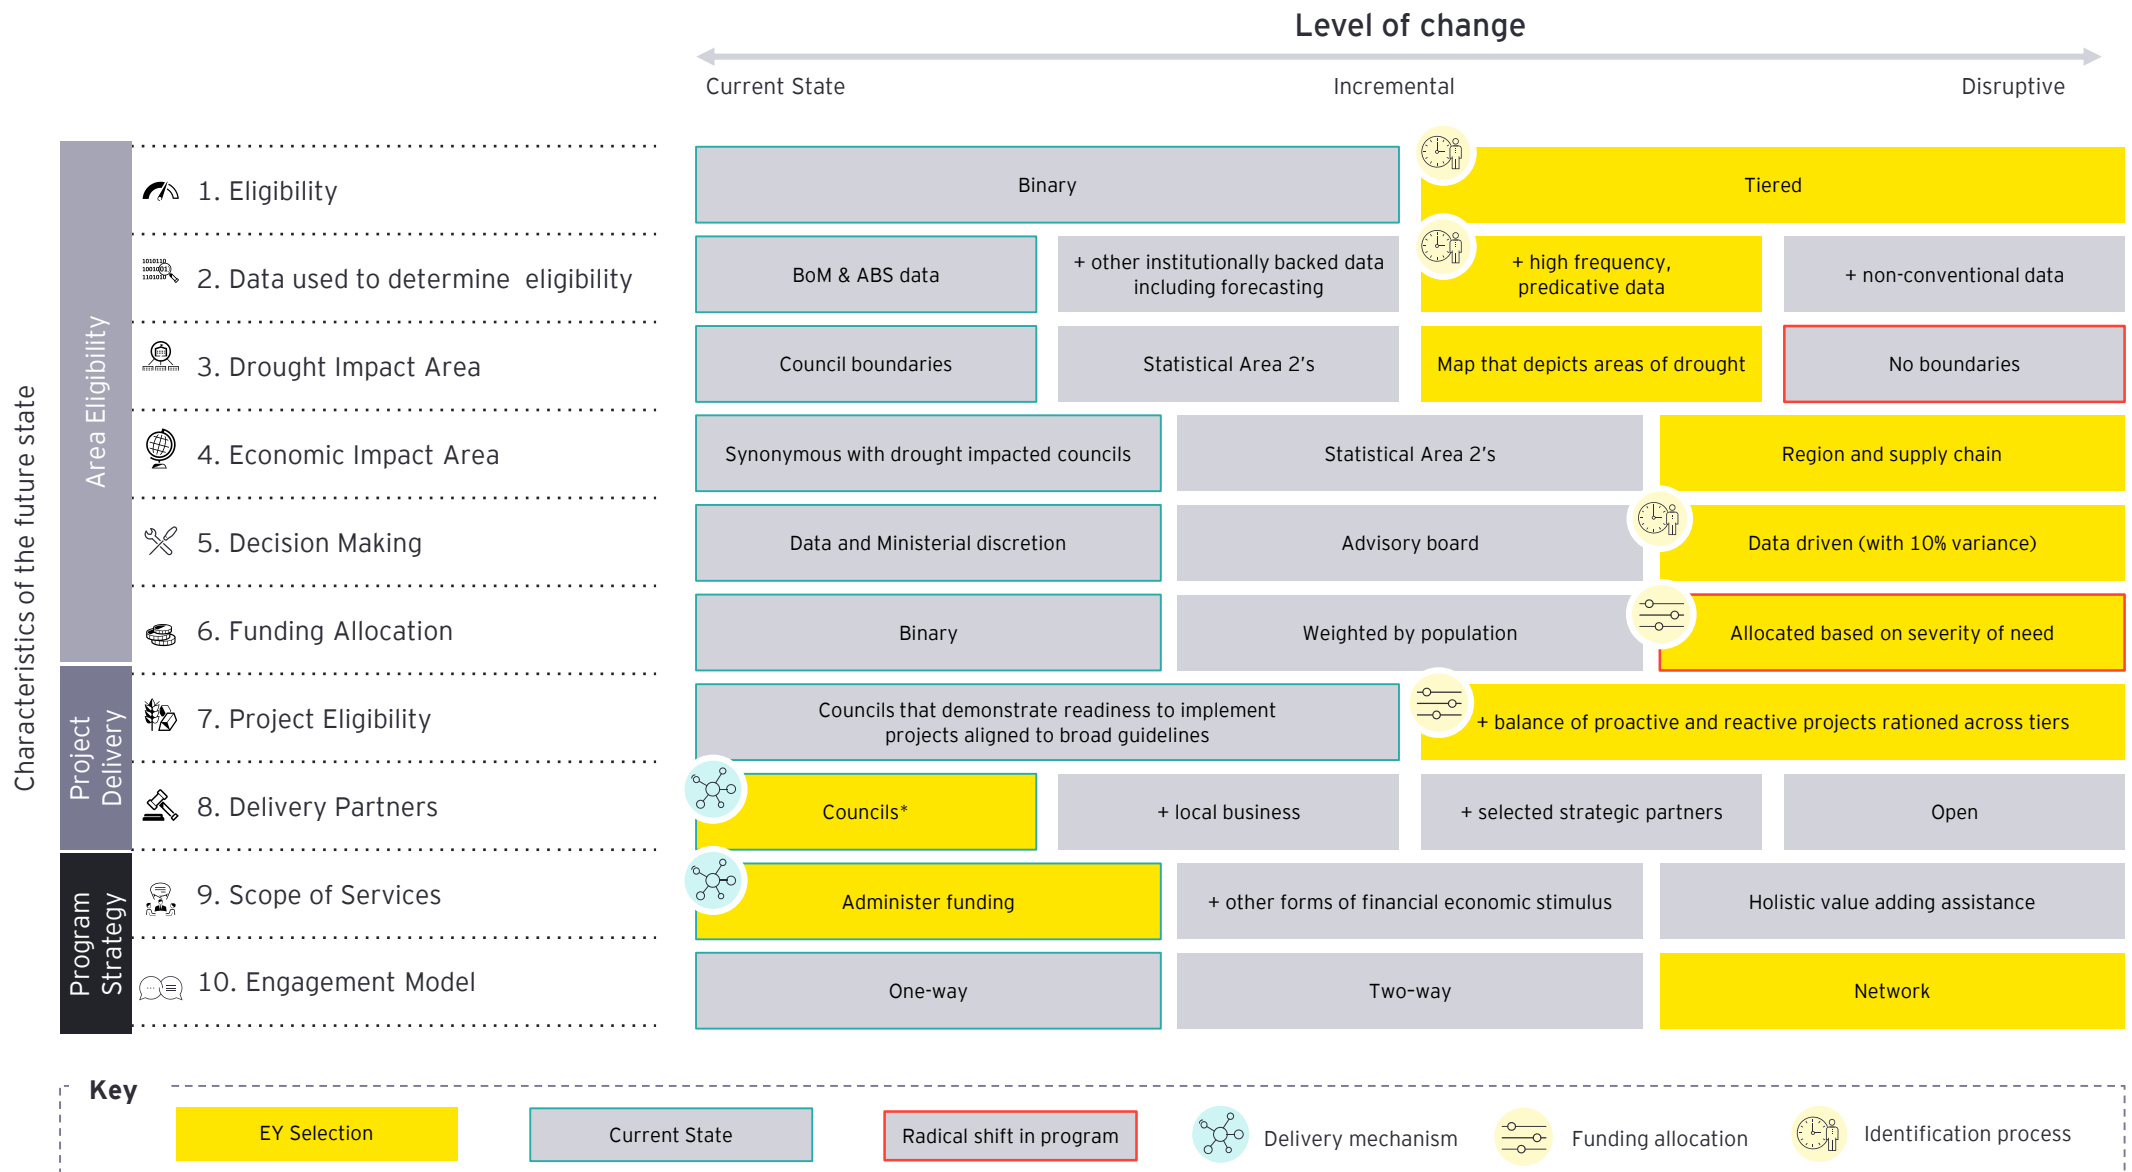 Level of change
Current State
Incremental
Disruptive
Characteristics of the future state
Area Eligibility
1. Eligibility
Binary
Tiered
1010110
1001001
1101010
2. Data used to determine eligibility
BoM & ABS data
+ other institutionally backed data
including forecasting
+ high frequency,
predicative data
+ non-conventional data
3. Drought Impact Area
Council boundaries
Statistical Area 2's
Map that depicts areas of drought
No boundaries
4. Economic Impact Area
Synonymous with drought impacted councils
Statistical Area 2's
Region and supply chain
5. Decision Making
Data and Ministerial discretion
Advisory board
Data driven (with 10% variance)
6. Funding Allocation
Binary
Weighted by population
Allocated based on severity of need
Project
Delivery
7. Project Eligibility
Councils that demonstrate readiness to implement
projects aligned to broad guidelines
+ balance of proactive and reactive projects rationed across tiers
8. Delivery Partners
Councils*
+ local business
+ selected strategic partners
Open
Program
Strategy
9. Scope of Services
Administer funding
+ other forms of financial economic stimulus
Holistic value adding assistance
10. Engagement Model
One-way
Two-way
Network
Key
EY Selection
Current State
Radical shift in program
Delivery mechanism
Funding allocation
Identification process